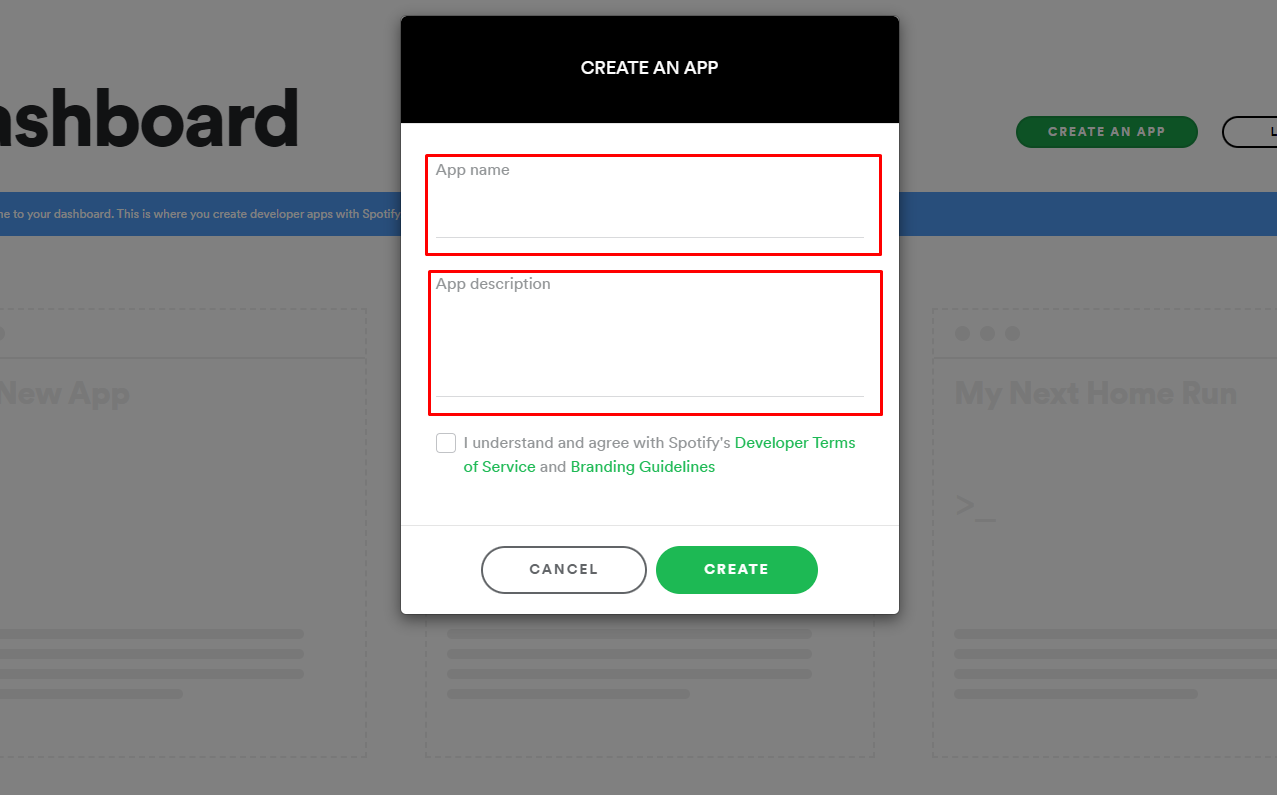 CREATE AN APP
ashboard
CREATE AN APP
me to your dashboard. This is where you create developer apps with Spotify
App name
App description
New App
My Next Home Run
I understand and agree with Spotify's Developer Terms
of Service and Branding Guidelines
>_
CANCEL
CREATE